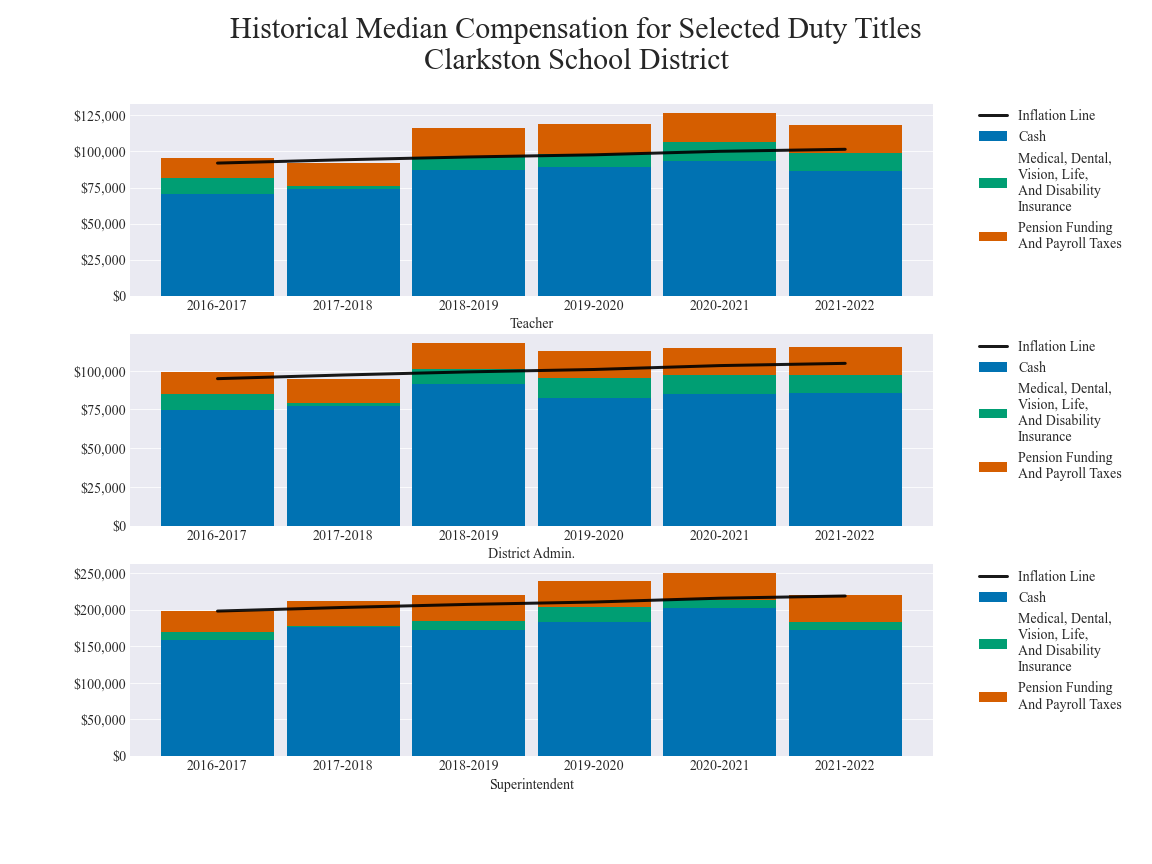 Historical Median Compensation for Selected Duty Titles
Clarkston School District
$125,000
$100,000
$75,000
$50,000
$25,000
$0
2016-2017 2017-2018 2018-2019 2019-2020 2020-2021 2021-2022
Teacher
Inflation Line
Cash
Medical, Dental,
Vision, Life,
And Disability
Insurance
Pension Funding
And Payroll Taxes
$100,000
$75,000
$50,000
$25,000
$0
2016-2017 2017-2018 2018-2019 2019-2020 2020-2021 2021-2022
District Admin.
Inflation Line
Cash
Medical, Dental,
Vision, Life,
And Disability
Insurance
Pension Funding
And Payroll Taxes
$250,000
$200,000
$150,000
$100,000
$50,000
$0
2016-2017 2017-2018 2018-2019 2019-2020 2020-2021 2021-2022
Superintendent
Inflation Line
Cash
Medical, Dental,
Vision, Life,
And Disability
Insurance
Pension Funding
And Payroll Taxes